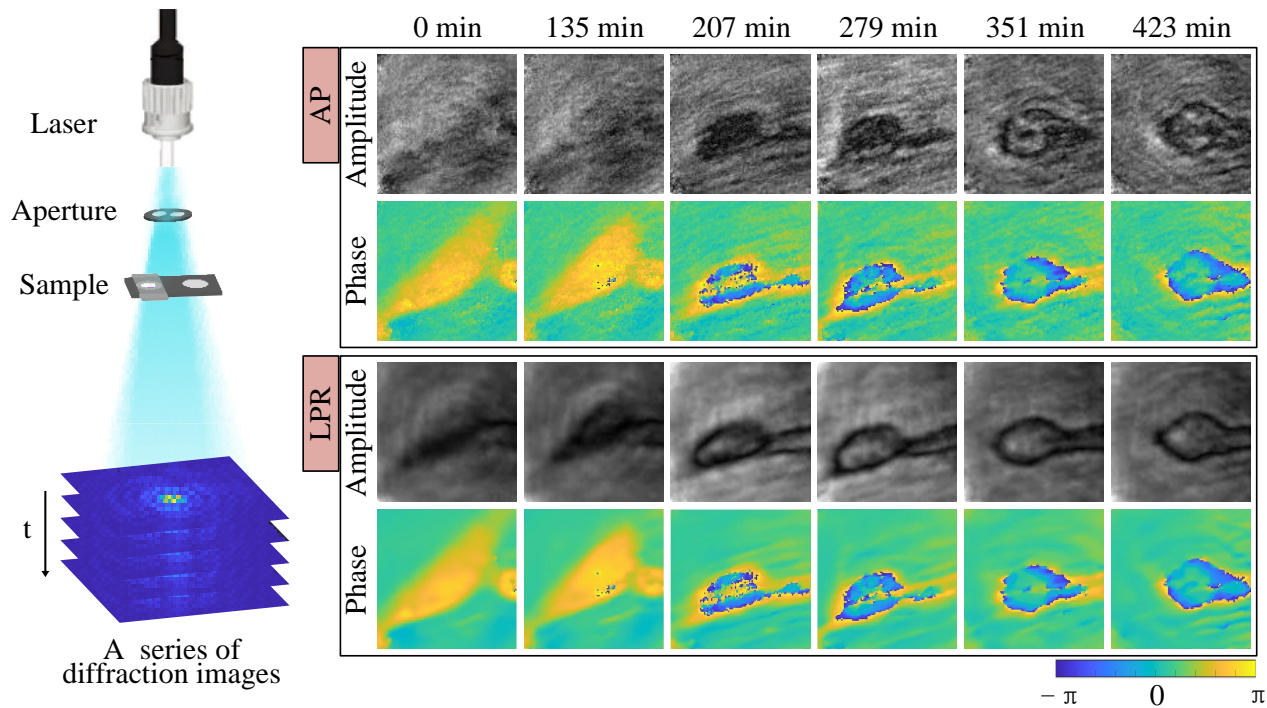 Laser
Aperture
Sample
t
A series of
diffraction images
0 min 135 min 207 min 279 min 351 min 423 min
AP
Amplitude
Phase
LPR
Amplitude
Phase
− π 0 π